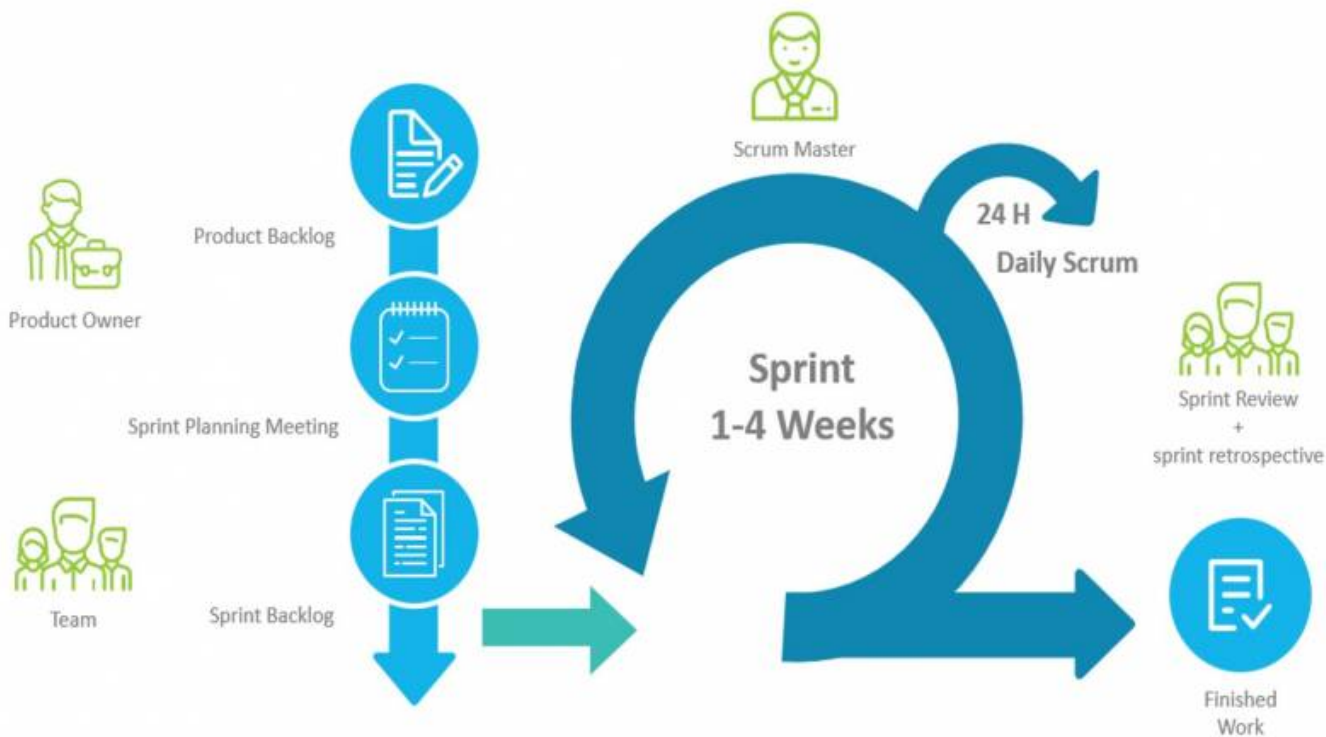 Scrum Master
24 H
Daily Scrum
Product Backlog
Product Owner
Sprint
1-4 Weeks
Sprint Planning Meeting
Sprint Review
+
sprint retrospective
Team
Sprint Backlog
Finished
Work